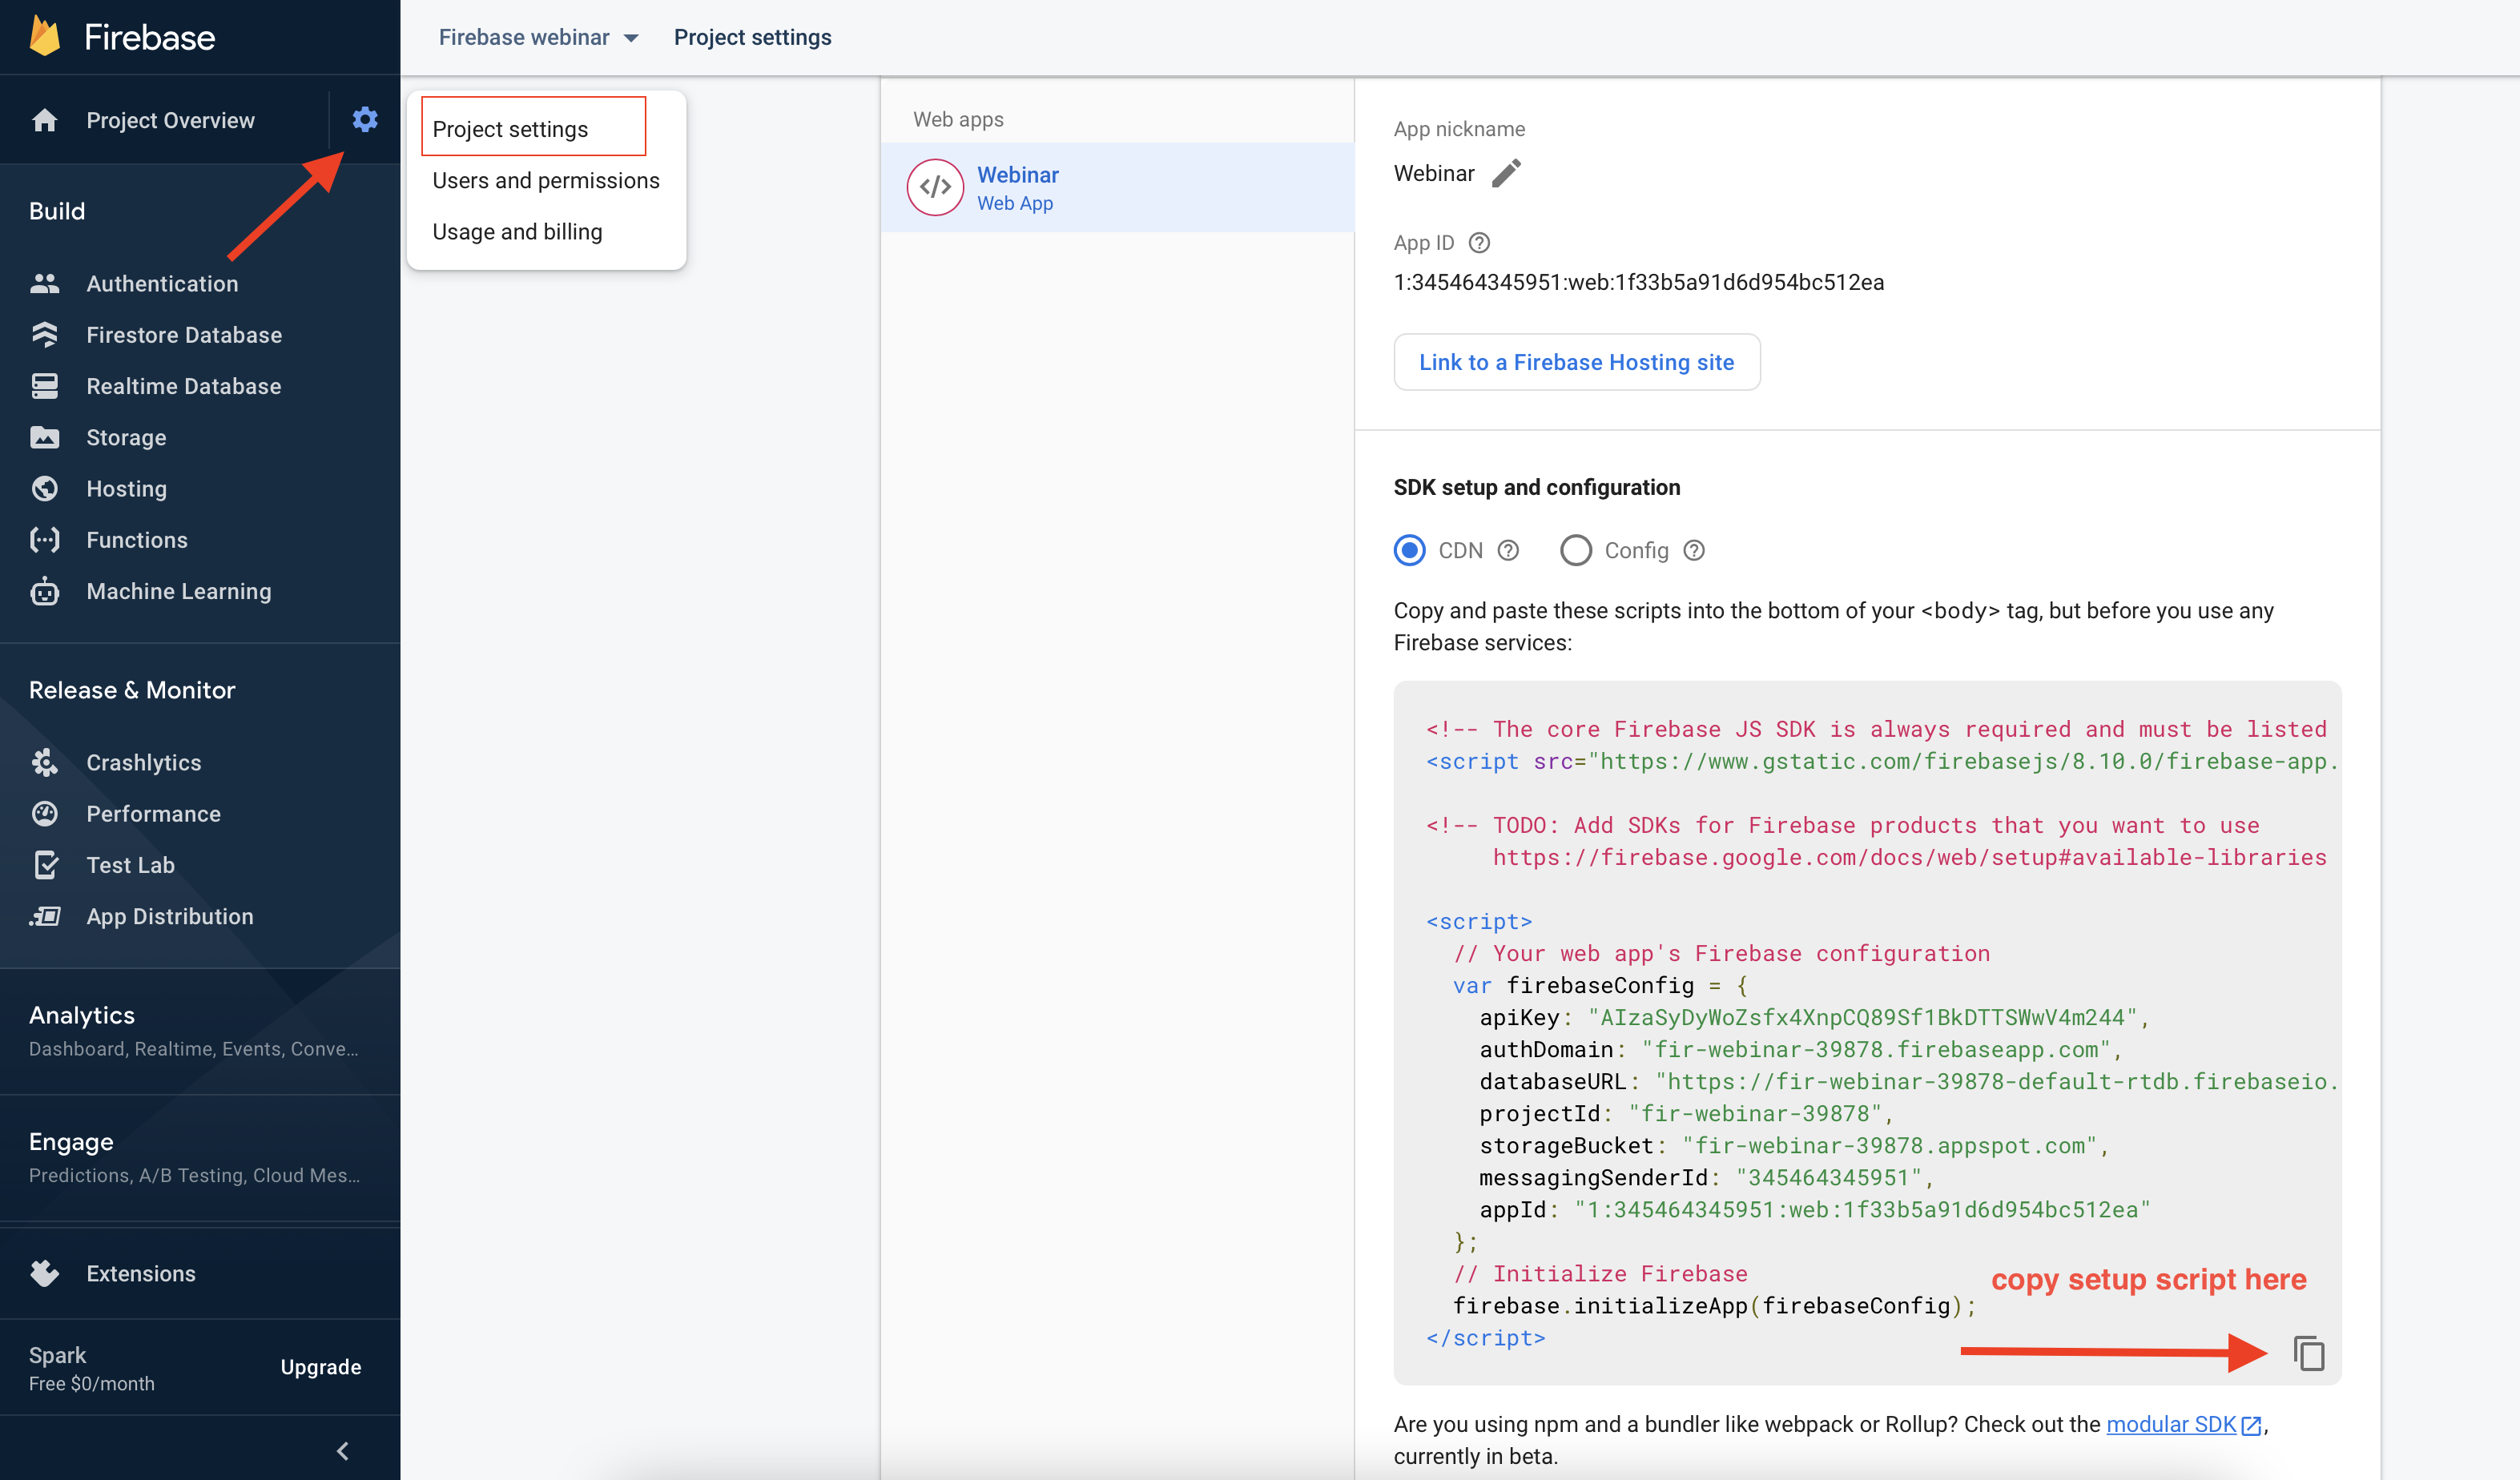 Firebase
Firebase webinar
Project settings
Project Overview
Project settings
Users and permissions
Usage and billing
Build
Authentication
Firestore Database
Realtime Database
Storage
Hosting
Functions
Machine Learning
Release & Monitor
Crashlytics
Performance
Test Lab
App Distribution
Analytics
Dashboard, Realtime, Events, Conve...
Engage
Predictions, A/B Testing, Cloud Mes...
Extensions
Spark
Free $0/month
Upgrade
Web apps
</>
Webinar
Web App
App nickname
Webinar
App ID
1:345464345951:web:1f33b5a91d6d954bc512ea
Link to a Firebase Hosting site
SDK setup and configuration
CDN
Config
Copy and paste these scripts into the bottom of your <body> tag, but before you use any
Firebase services:
<!-- The core Firebase JS SDK is always required and must be listed
<script src="https://www.gstatic.com/firebasejs/8.10.0/firebase-app.
<!-- TODO: Add SDKs for Firebase products that you want to use
https://firebase.google.com/docs/web/setup#available-libraries
<script>
// Your web app's Firebase configuration
var firebaseConfig = {
apiKey: "AIzaSyDyWoZsfx4XnpCQ89Sf1BkDTTSWwV4m244",
authDomain: "fir-webinar-39878.firebaseapp.com",
databaseURL: "https://fir-webinar-39878-default-rtdb.firebaseio.
projectId: "fir-webinar-39878",
storageBucket: "fir-webinar-39878.appspot.com",
messagingSenderId: "345464345951",
appId: "1:345464345951:web:1f33b5a91d6d954bc512ea"
};
// Initialize Firebase
firebase.initializeApp(firebaseConfig);
</script>
copy setup script here
Are you using npm and a bundler like webpack or Rollup? Check out the modular SDK,
currently in beta.